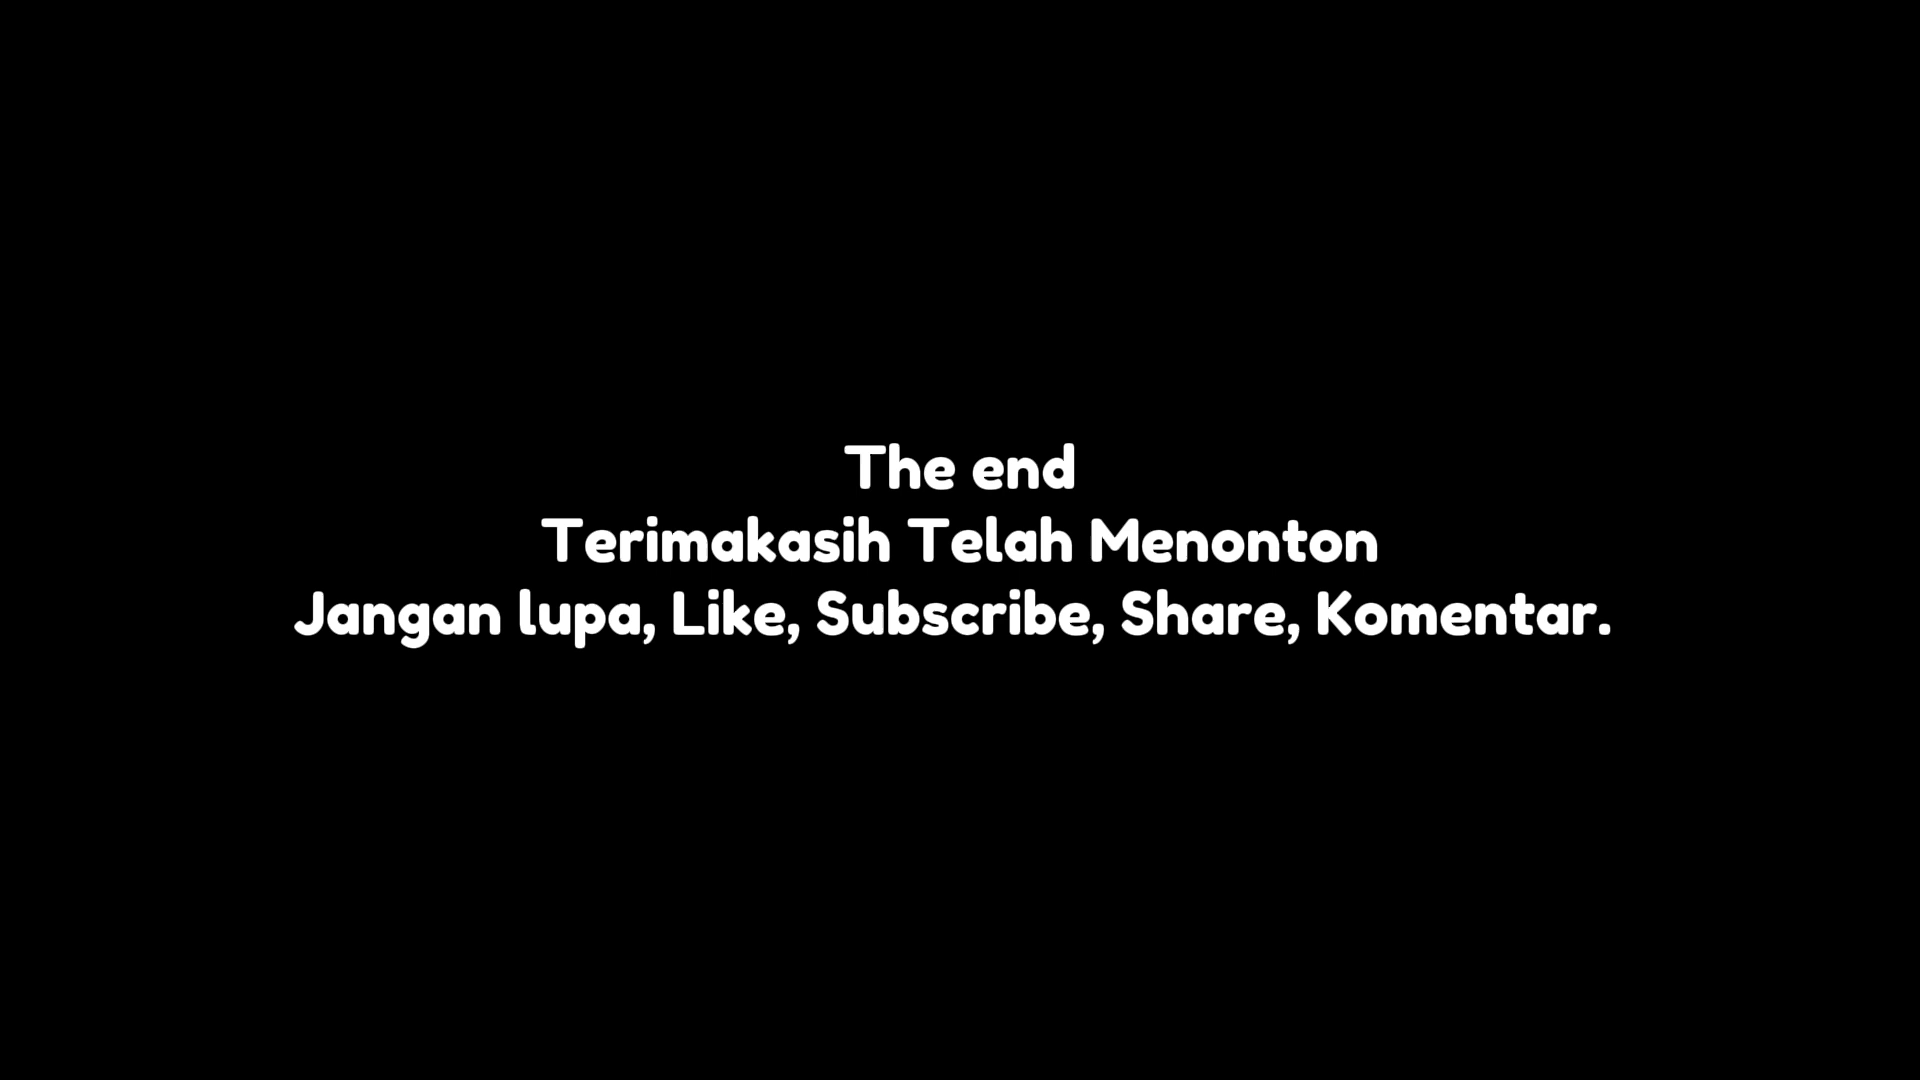 The end
Terimakasih Telah Menonton
Jangan lupa, Like, Subscribe, Share, Komentar.